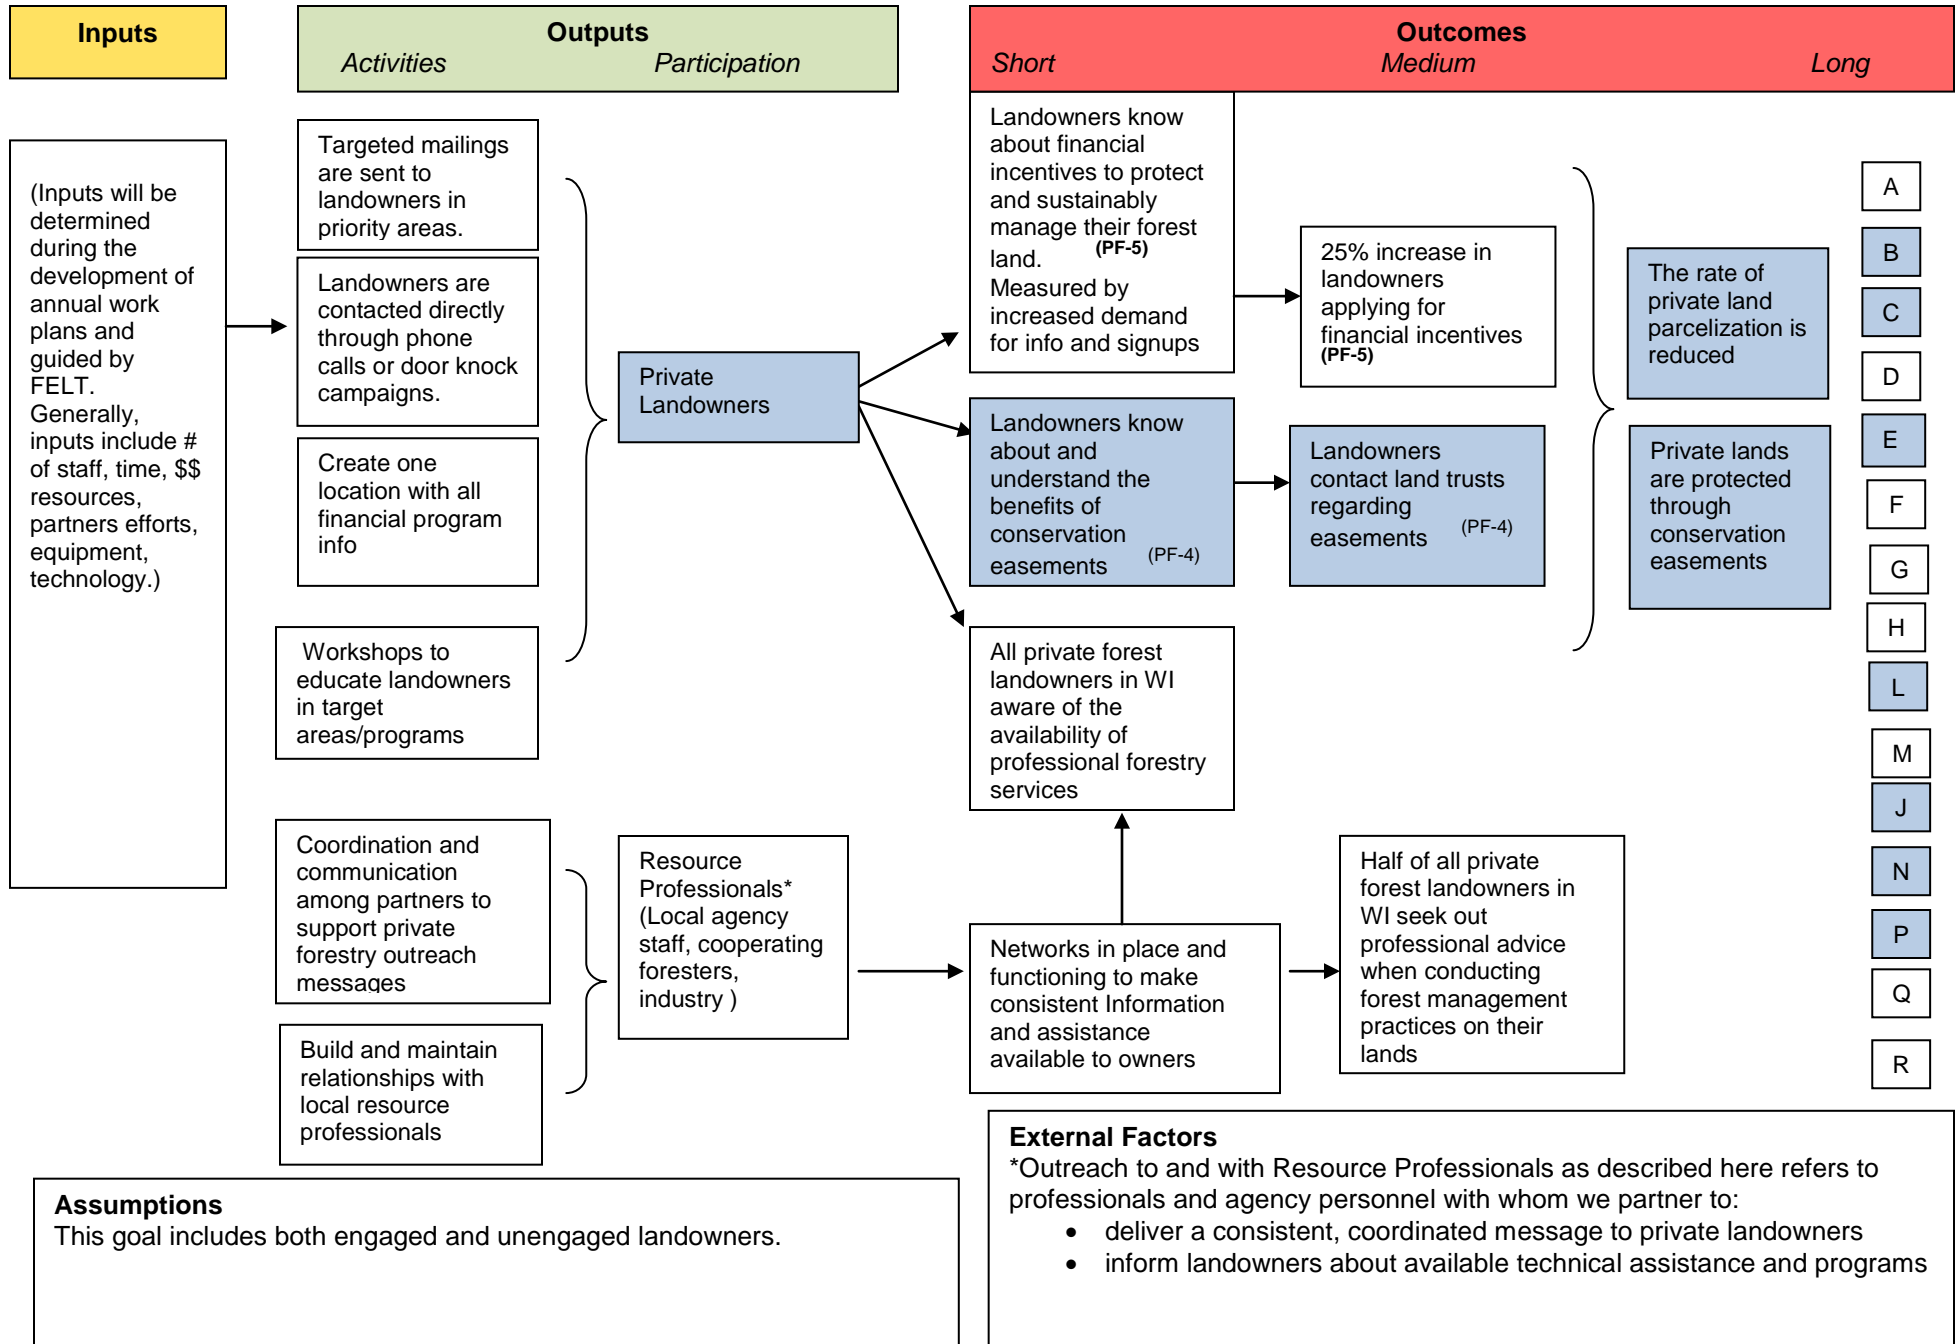 Inputs
Outputs
Activities Participation
Outcomes
Short Medium Long
(Inputs will be
determined
during the
development of
annual work
plans and
guided by
FELT.
Generally,
inputs include #
of staff, time, $$
resources,
partners efforts,
equipment,
technology.)
Targeted mailings
are sent to
landowners in
priority areas.
Landowners are
contacted directly
through phone
calls or door knock
campaigns.
Create one
location with all
financial program
info
Workshops to
educate landowners
in target
areas/programs
Coordination and
communication
among partners to
support private
forestry outreach
messages
Build and maintain
relationships with
local resource
professionals
Private
Landowners
Resource
Professionals*
(Local agency
staff, cooperating
foresters,
industry )
Landowners know
about financial
incentives to protect
and sustainably
manage their forest
land. (PF-5)
Measured by
increased demand
for info and signups
Landowners know
about and
understand the
benefits of
conservation
easements (PF-4)
All private forest
landowners in WI
aware of the
availability of
professional forestry
services
Networks in place and
functioning to make
consistent Information
and assistance
available to owners
25% increase in
landowners
applying for
financial incentives
(PF-5)
Landowners
contact land trusts
regarding
easements (PF-4)
Half of all private
forest landowners in
WI seek out
professional advice
when conducting
forest management
practices on their
lands
The rate of
private land
parcelization is
reduced
Private lands
are protected
through
conservation
easements
A
B
C
D
E
F
G
H
L
M
J
N
P
Q
R
Assumptions
This goal includes both engaged and unengaged landowners.
External Factors
*Outreach to and with Resource Professionals as described here refers to
professionals and agency personnel with whom we partner to:
• deliver a consistent, coordinated message to private landowners
• inform landowners about available technical assistance and programs